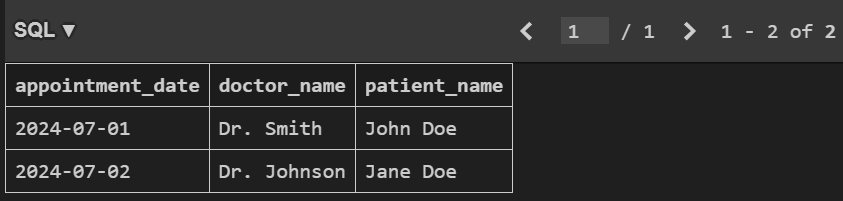 SQL ▼ 1 / 1 1 - 2 of 2
appointment_date doctor_name patient_name
2024-07-01 Dr. Smith John Doe
2024-07-02 Dr. Johnson Jane Doe